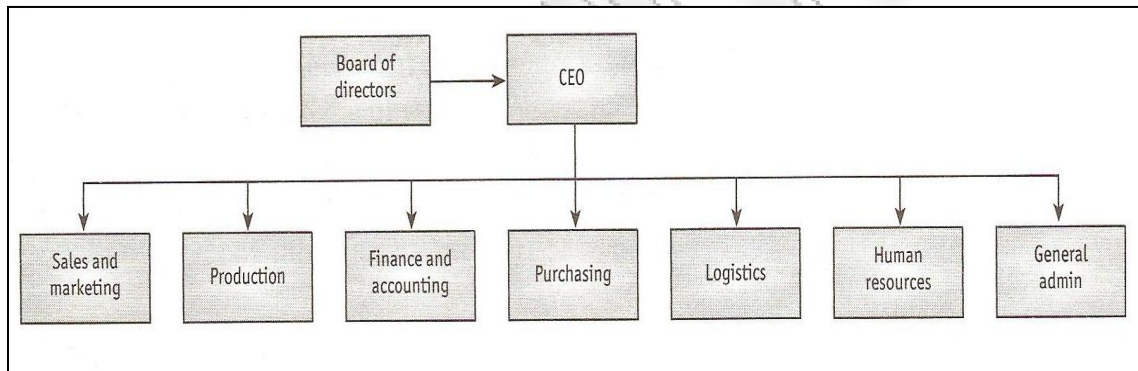 Board of
directors
CEO
Sales and
marketing
Production
Finance and
accounting
Purchasing
Logistics
Human
resources
General
admin